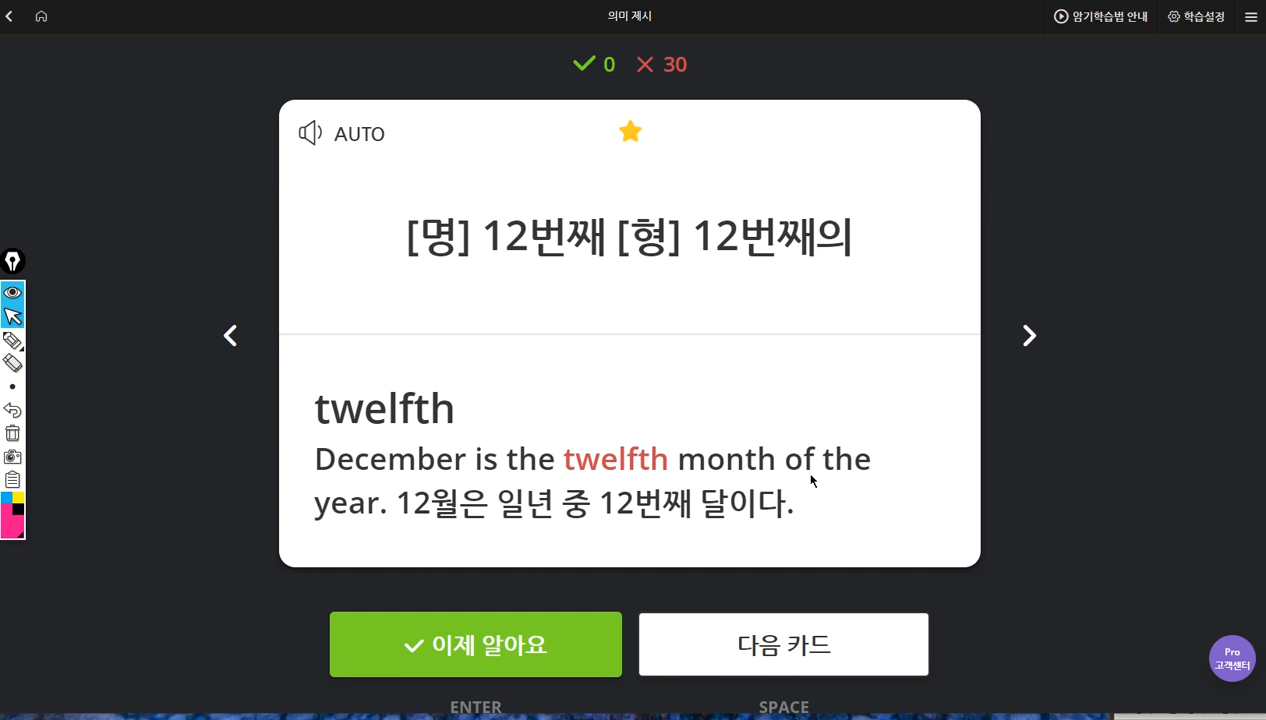 의미 제시
암기학습법 안내
학습설정
0
30
AUTO
[명] 12번째 [형] 12번째의
twelfth
December is the twelfth month of the
year. 12월은 일년 중 12번째 달이다.
이제 알아요
다음 카드
ENTER
SPACE
Pro
고객센터